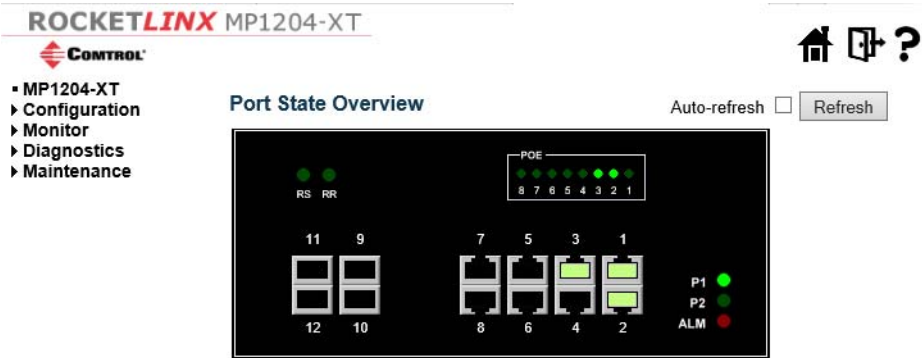 ROCKETLINX MP1204-XT
COMTROL
MP1204-XT
Configuration
Monitor
Diagnostics
Maintenance
Port State Overview
Auto-refresh Refresh
POE
8 7 6 5 4 3 2 1
RS RR
11 9 7 5 3 1
12 10 8 6 4 2
P1
P2
ALM